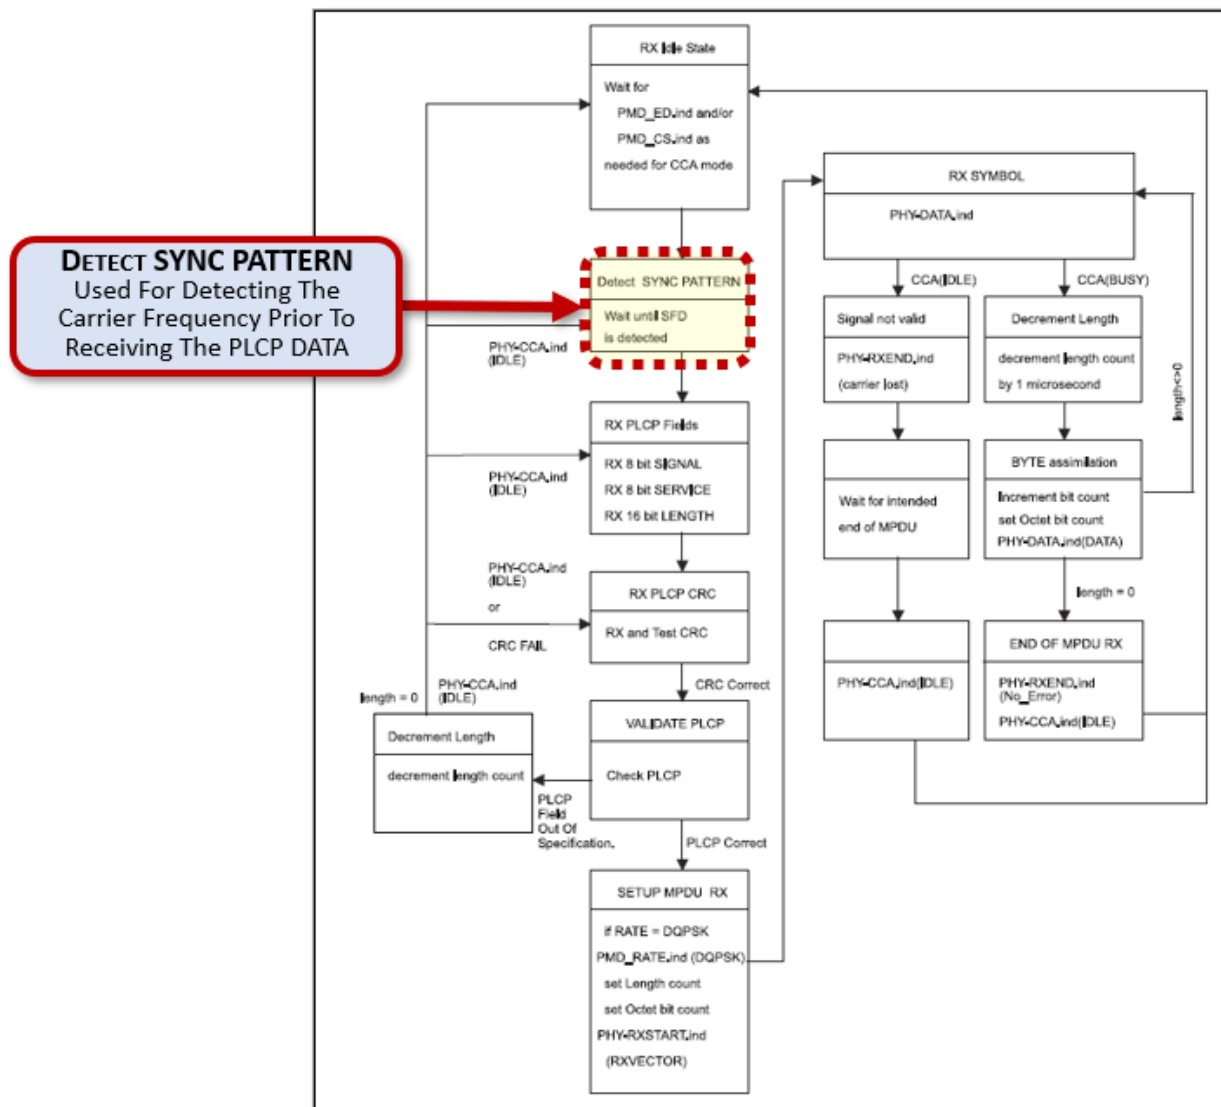 RX Idle State
Wait for
PMD_ED.ind and/or
PMD_CS.ind as
needed for CCA mode
DETECT SYNC PATTERN
Used For Detecting The
Carrier Frequency Prior To
Receiving The PLCP DATA
Detect SYNC PATTERN
Wait until SFD
is detected
PHY-CCA.ind
(IDLE)
RX PLCP Fields
RX 8 bit SIGNAL
RX 8 bit SERVICE
RX 16 bit LENGTH
PHY-CCA.ind
(IDLE)
PHY-CCA.ind
(IDLE)
or
CRC FAIL
RX PLCP CRC
RX and Test CRC
CRC Correct
VALIDATE PLCP
Check PLCP
length = 0
PHY-CCA.ind
(IDLE)
Decrement Length
decrement length count
PLCP
Field
Out Of
Specification.
PLCP Correct
SETUP MPDU RX
if RATE = DQPSK
PMD_RATE.ind (DQPSK)
set Length count
set Octet bit count
PHY-RXSTART.ind
(RXVECTOR)
RX SYMBOL
PHY-DATA.ind
CCA(IDLE)
CCA(BUSY)
Signal not valid
PHY-RXEND.ind
(carrier lost)
Decrement Length
decrement length count
by 1 microsecond
length<>0
Wait for intended
end of MPDU
BYTE assimilation
Increment bit count
set Octet bit count
PHY-DATA.ind(DATA)
length = 0
PHY-CCA.ind(IDLE)
END OF MPDU RX
PHY-RXEND.ind
(No_Error)
PHY-CCA.ind(IDLE)